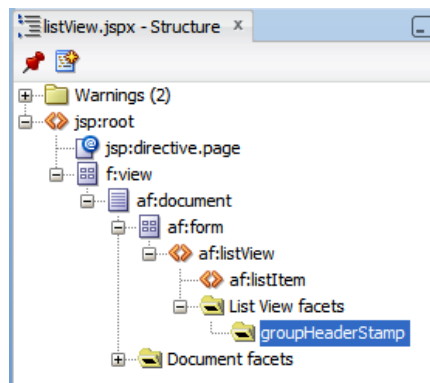 listView.jspx - Structure x
Warnings (2)
jsp:root
jsp:directive.page
f:view
af:document
af:form
af:listView
af:listItem
List View facets
groupHeaderStamp
Document facets